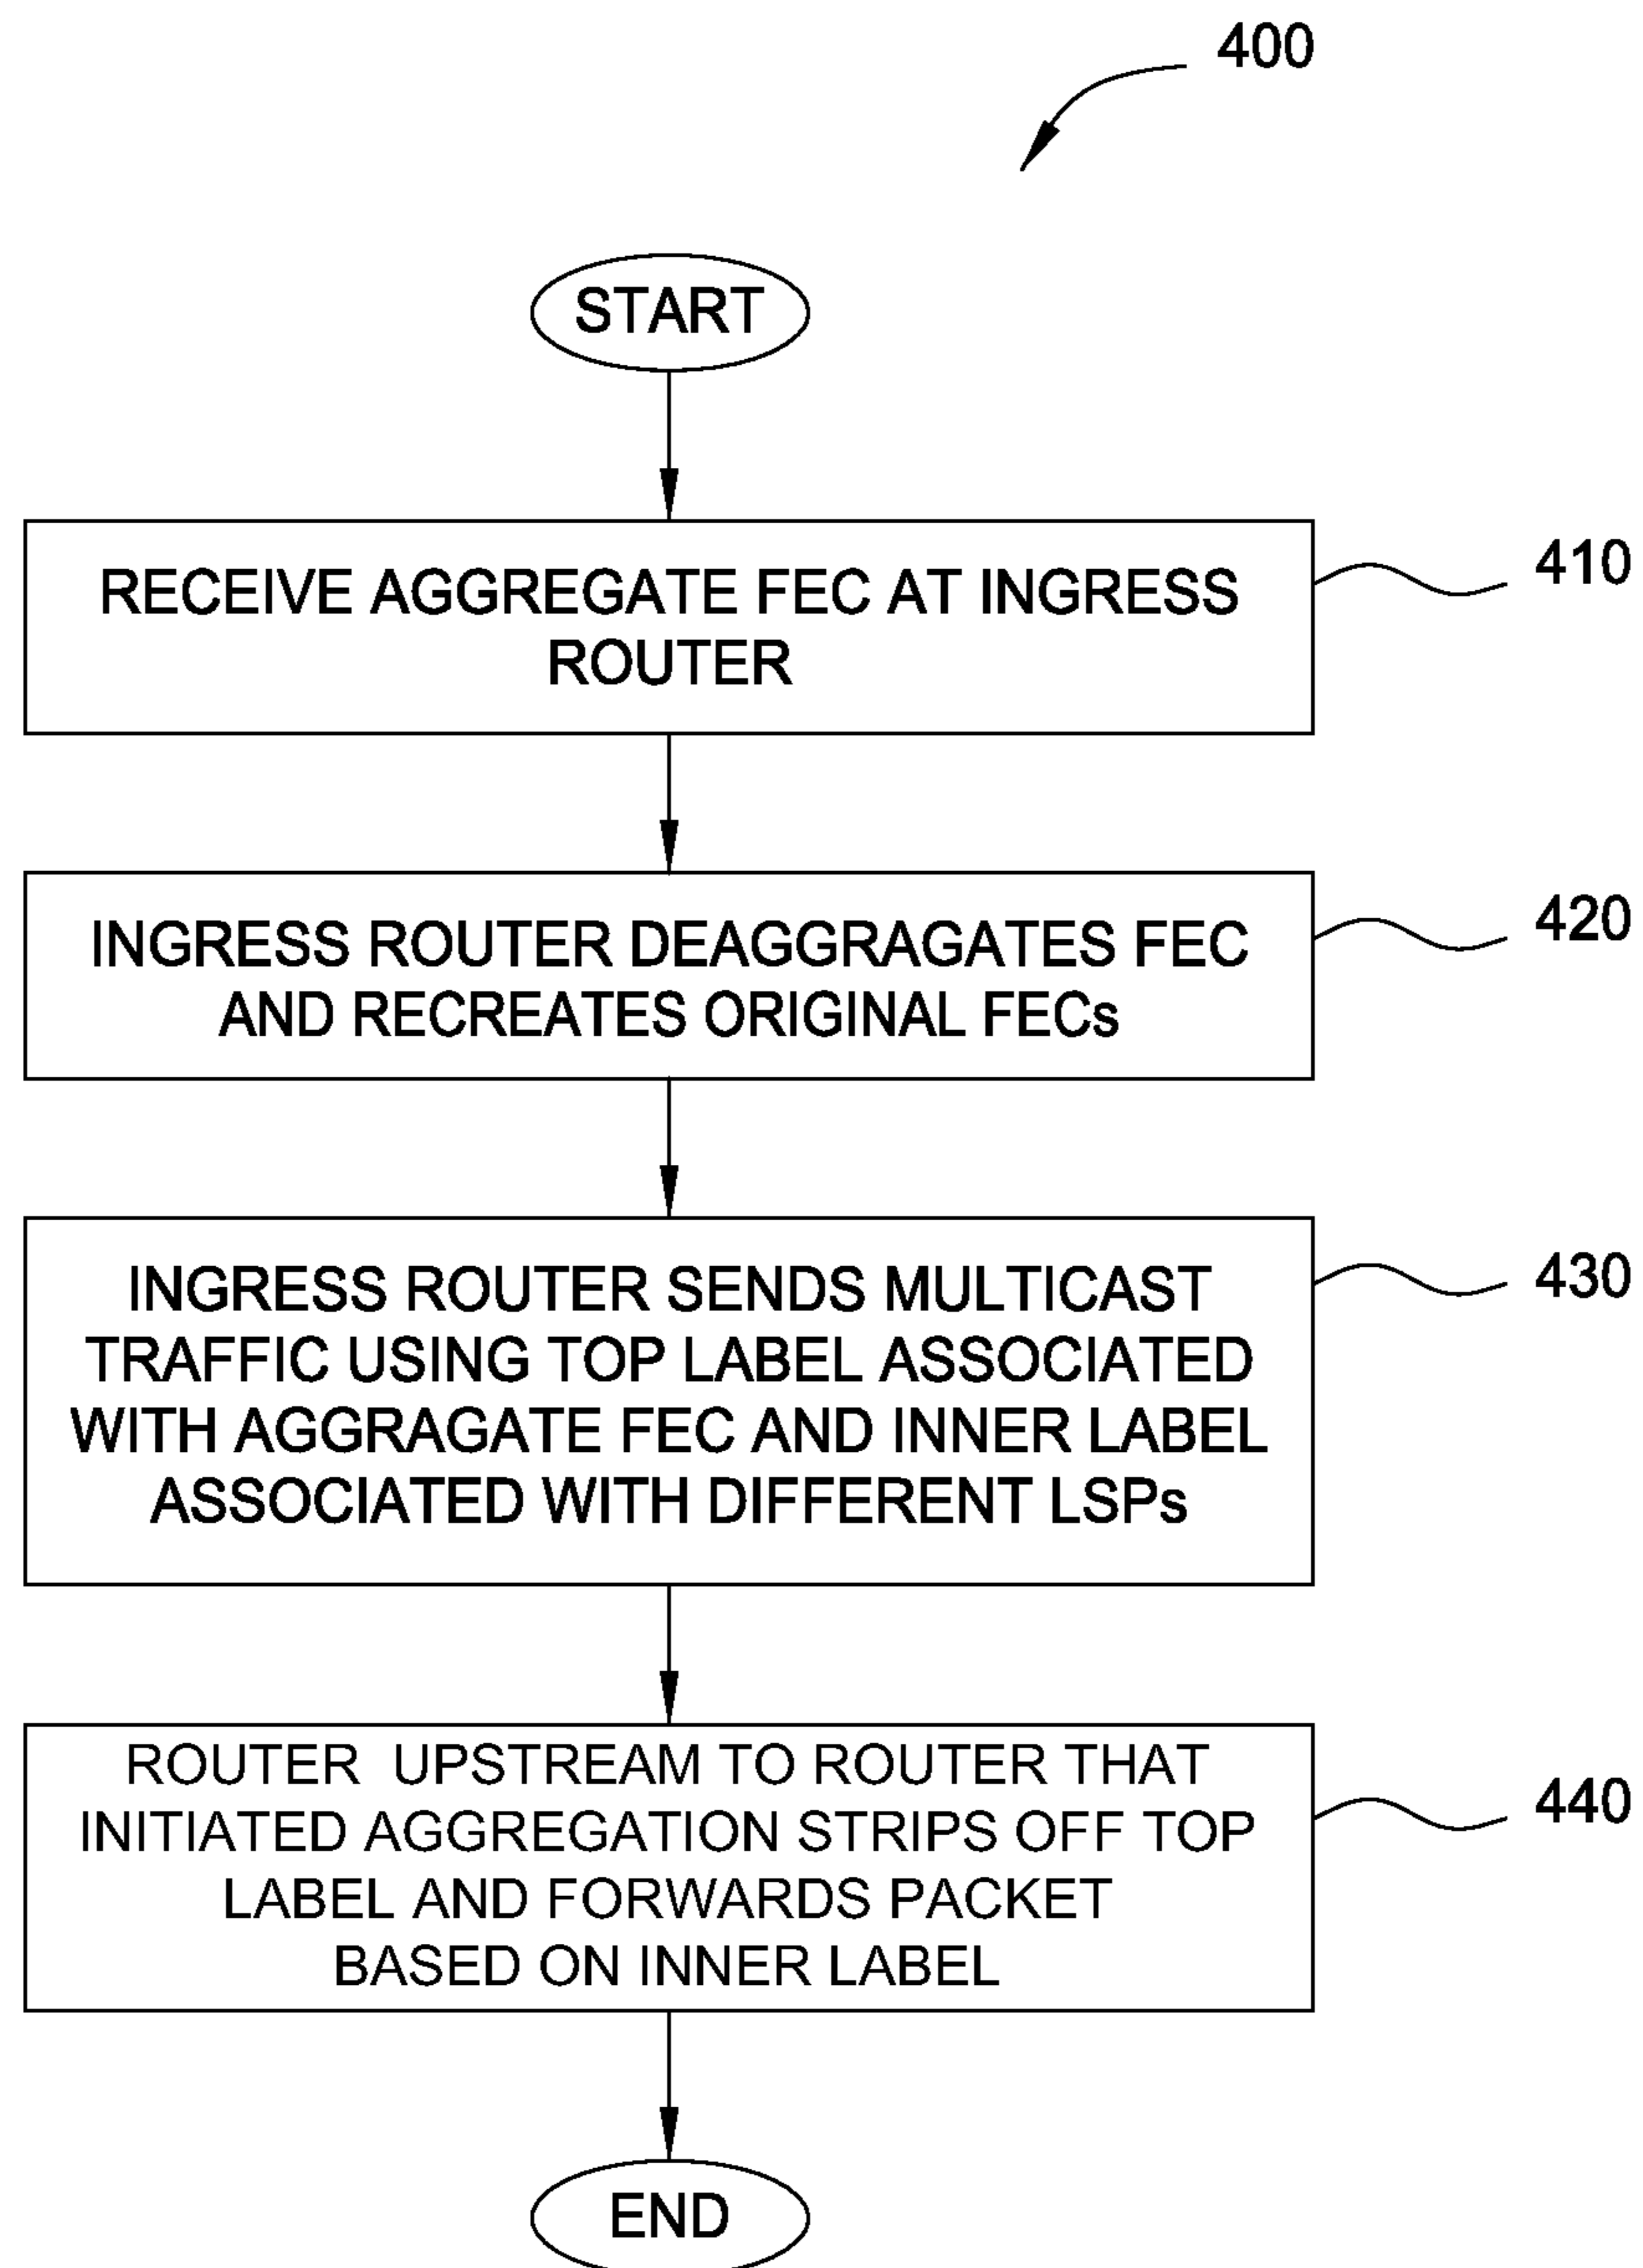 400
START
RECEIVE AGGREGATE FEC AT INGRESS
ROUTER
410
INGRESS ROUTER DEAGGRAGATES FEC
AND RECREATES ORIGINAL FECs
420
INGRESS ROUTER SENDS MULTICAST
TRAFFIC USING TOP LABEL ASSOCIATED
WITH AGGRAGATE FEC AND INNER LABEL
ASSOCIATED WITH DIFFERENT LSPs
430
ROUTER UPSTREAM TO ROUTER THAT
INITIATED AGGREGATION STRIPS OFF TOP
LABEL AND FORWARDS PACKET
BASED ON INNER LABEL
440
END